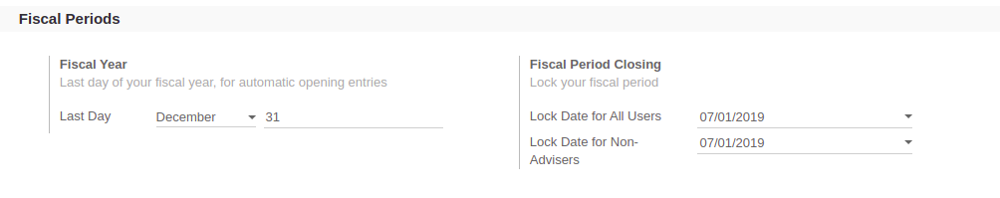 Fiscal Periods
Fiscal Year
Last day of your fiscal year, for automatic opening entries
Last Day December 31
Fiscal Period Closing
Lock your fiscal period
Lock Date for All Users 07/01/2019
Lock Date for Non- 07/01/2019
Advisers